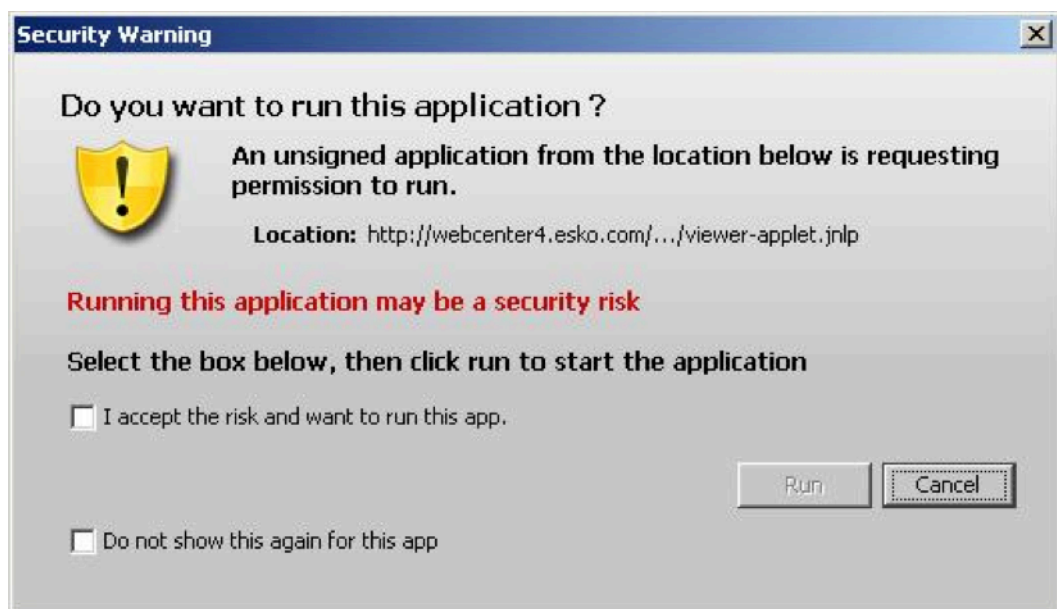 Security Warning
Do you want to run this application ?
An unsigned application from the location below is requesting
permission to run.
Location: http://webcenter4.esko.com/.../viewer-applet.jnlp
Running this application may be a security risk
Select the box below, then click run to start the application
I accept the risk and want to run this app.
Run Cancel
Do not show this again for this app